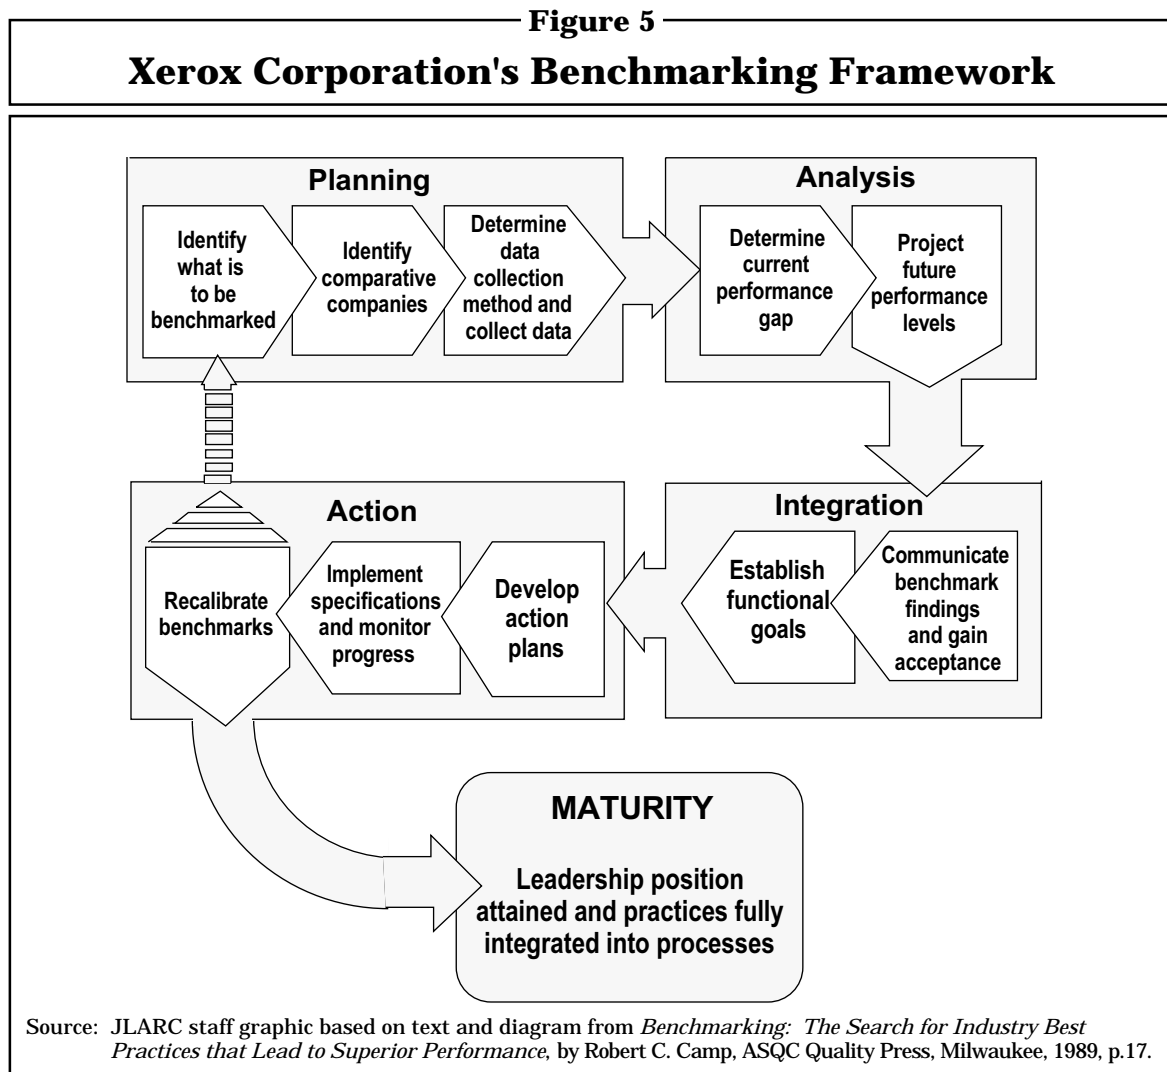 Figure 5
Xerox Corporation's Benchmarking Framework
Planning
Identify
what is
to be
benchmarked
Identify
comparative
companies
Determine
data
collection
method and
collect data
Analysis
Determine
current
performance
gap
Project
future
performance
levels
Integration
Communicate
benchmark
findings
and gain
acceptance
Establish
functional
goals
Action
Develop
action
plans
Implement
specifications
and monitor
progress
Recalibrate
benchmarks
MATURITY
Leadership position
attained and practices fully
integrated into processes
Source: JLARC staff graphic based on text and diagram from Benchmarking: The Search for Industry Best
Practices that Lead to Superior Performance, by Robert C. Camp, ASQC Quality Press, Milwaukee, 1989, p.17.